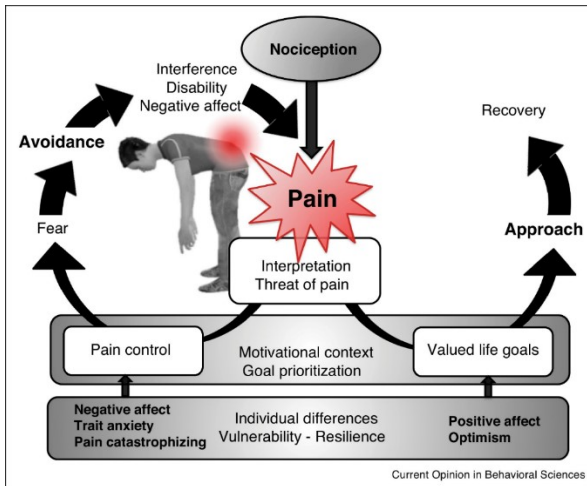 Nociception
Interference
Disability
Negative affect
Avoidance
Fear
Pain
Recovery
Approach
Interpretation
Threat of pain
Pain control
Motivational context
Goal prioritization
Valued life goals
Negative affect
Trait anxiety
Pain catastrophizing
Individual differences
Vulnerability - Resilience
Positive affect
Optimism
Current Opinion in Behavioral Sciences